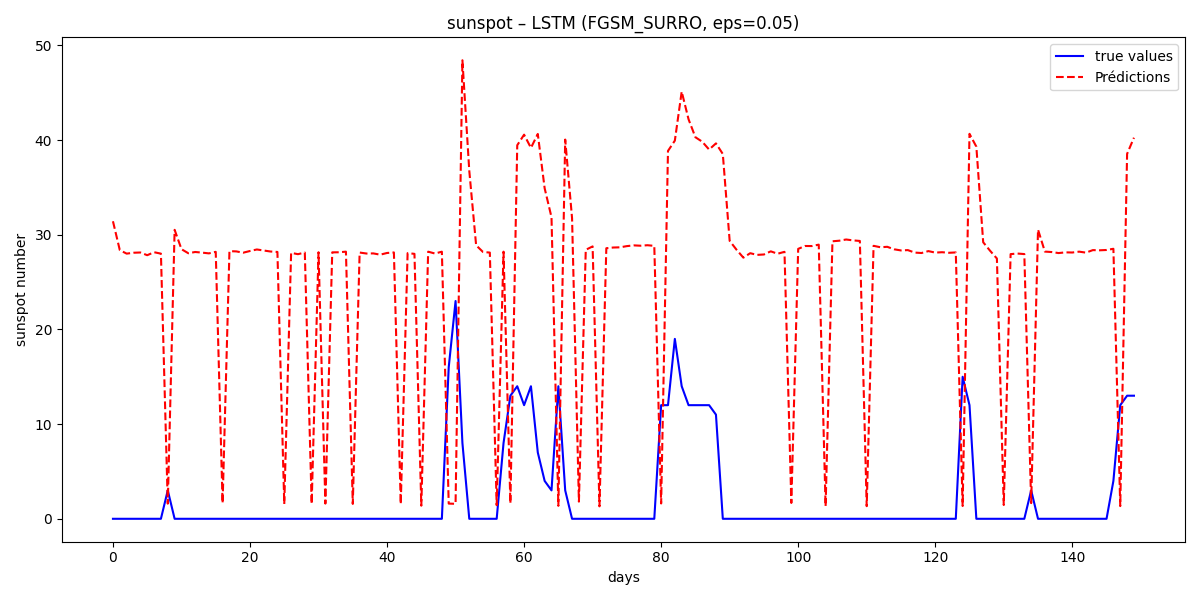 sunspot – LSTM (FGSM_SURRO, eps=0.05)
true values
Prédictions
sunspot number
50
40
30
20
10
0
0 20 40 60 80 100 120 140
days